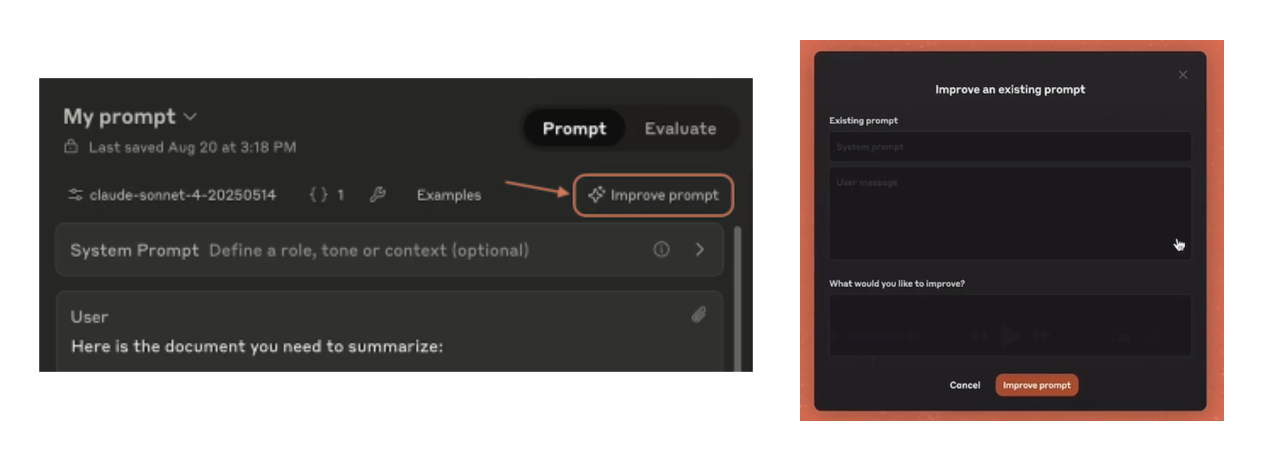 My prompt
Prompt
Evaluate
Last saved Aug 20 at 3:18 PM
claude-sonnet-4-20250514
{ } 1
Examples
Improve prompt
System Prompt Define a role, tone or context (optional)
User
Here is the document you need to summarize:
Improve an existing prompt
Existing prompt
System prompt
User message
What would you like to improve?
Cancel
Improve prompt